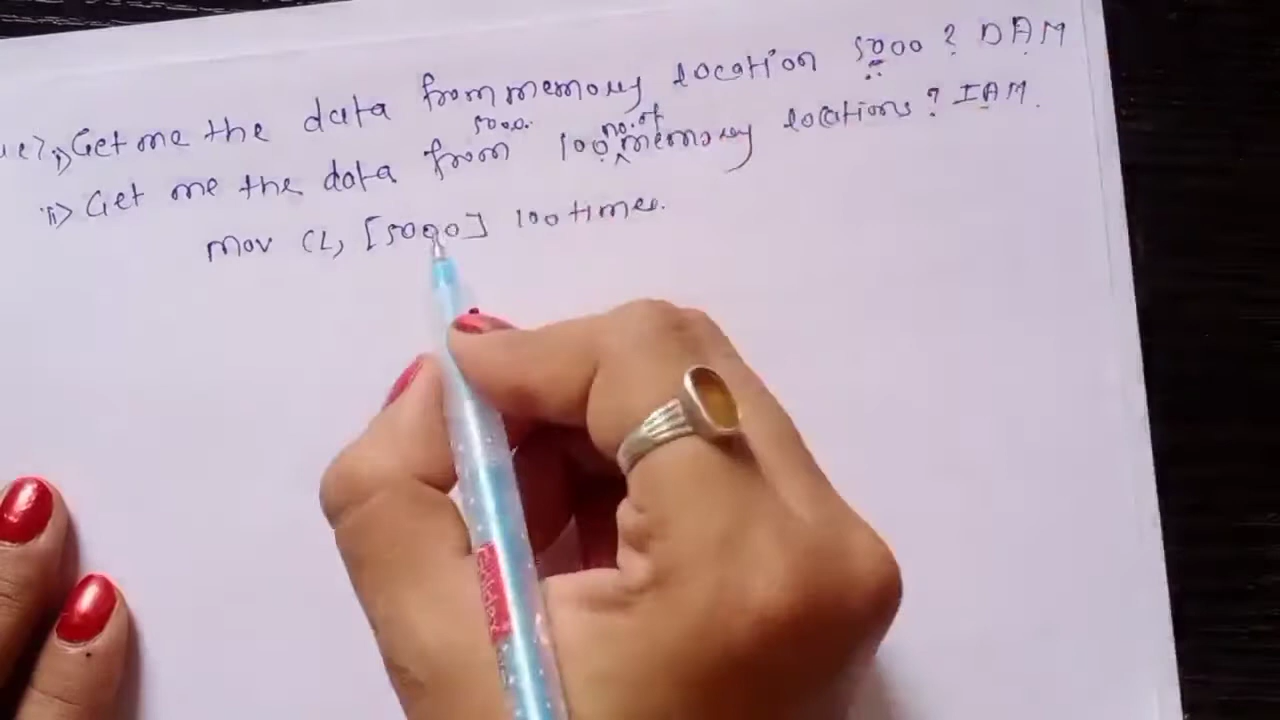 i) Get me the data from memory location 5000 ? DAM
ii) Get me the data from 5000. 100 no. of memory locations ? IAM.
mov CL, [5000] 100 times.